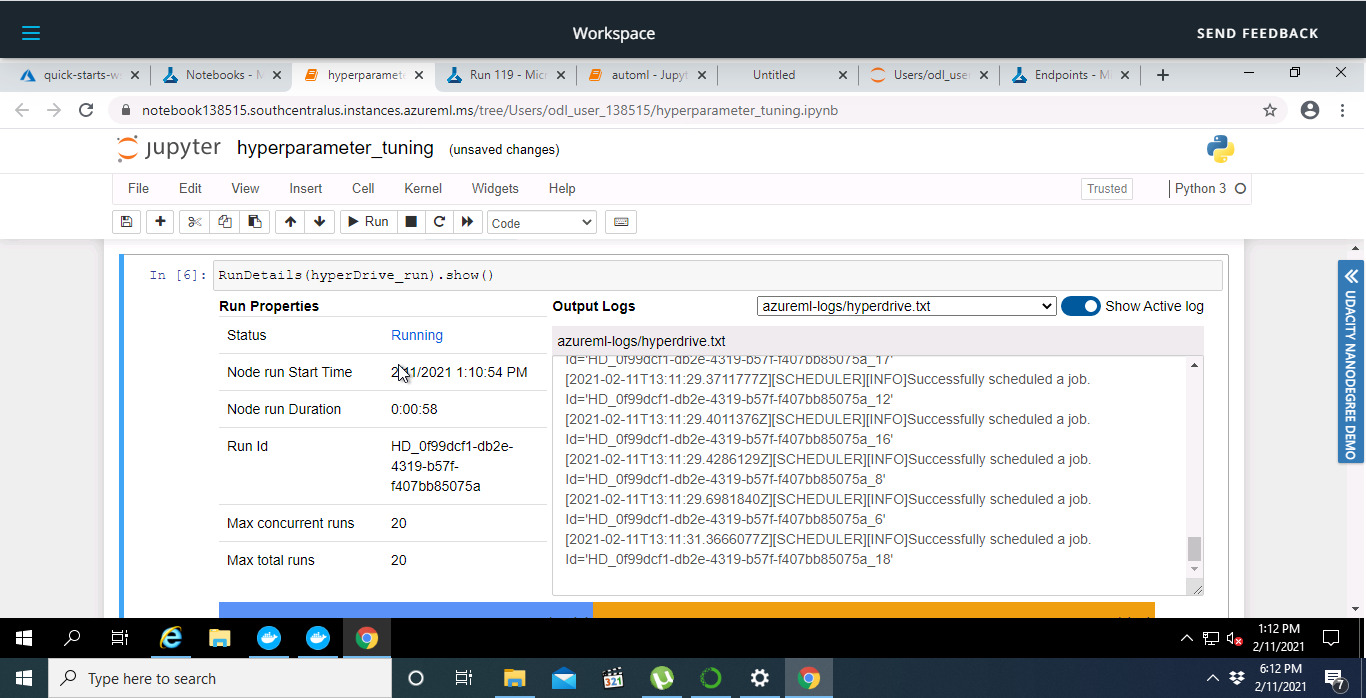 Workspace
SEND FEEDBACK
quick-starts-w
Notebooks - M
hyperparamet
Run 119 - Mic
automl - Jupyt
Untitled
Users/odl_use
Endpoints - M
notebook138515.southcentralus.instances.azureml.ms/tree/Users/odl_user_138515/hyperparameter_tuning.ipynb
jupyter hyperparameter_tuning (unsaved changes)
File Edit View Insert Cell Kernel Widgets Help
Trusted
Python 3
Run
Code
In [6]: RunDetails(hyperDrive_run).show()
Run Properties
Status Running
Node run Start Time 2/11/2021 1:10:54 PM
Node run Duration 0:00:58
Run Id HD_0f99dcf1-db2e-
4319-b57f-
f407bb85075a
Max concurrent runs 20
Max total runs 20
Output Logs
azureml-logs/hyperdrive.txt
Show Active log
azureml-logs/hyperdrive.txt
Id='HD_0f99dcf1-db2e-4319-b57f-f407bb85075a_17'
[2021-02-11T13:11:29.3711777Z][SCHEDULER][INFO]Successfully scheduled a job.
Id='HD_0f99dcf1-db2e-4319-b57f-f407bb85075a_12'
[2021-02-11T13:11:29.4011376Z][SCHEDULER][INFO]Successfully scheduled a job.
Id='HD_0f99dcf1-db2e-4319-b57f-f407bb85075a_16'
[2021-02-11T13:11:29.4286129Z][SCHEDULER][INFO]Successfully scheduled a job.
Id='HD_0f99dcf1-db2e-4319-b57f-f407bb85075a_8'
[2021-02-11T13:11:29.6981840Z][SCHEDULER][INFO]Successfully scheduled a job.
Id='HD_0f99dcf1-db2e-4319-b57f-f407bb85075a_6'
[2021-02-11T13:11:31.3666077Z][SCHEDULER][INFO]Successfully scheduled a job.
Id='HD_0f99dcf1-db2e-4319-b57f-f407bb85075a_18'
UDACITY NANODEGREE DEMO
1:12 PM
2/11/2021
Type here to search
321
6:12 PM
2/11/2021
7